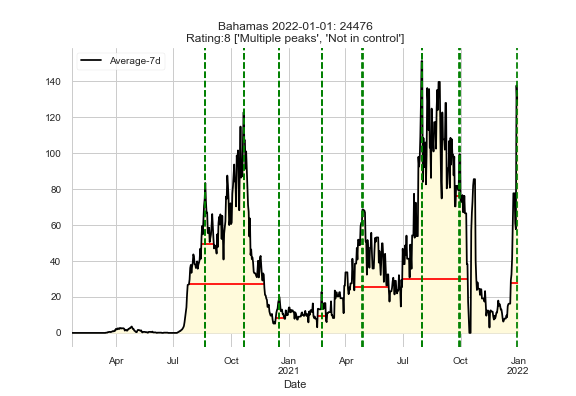 Bahamas 2022-01-01: 24476
Rating:8 ['Multiple peaks', 'Not in control']
Average-7d
140
120
100
80
60
40
20
0
Apr Jul Oct Jan Apr Jul Oct Jan
2021 2022
Date